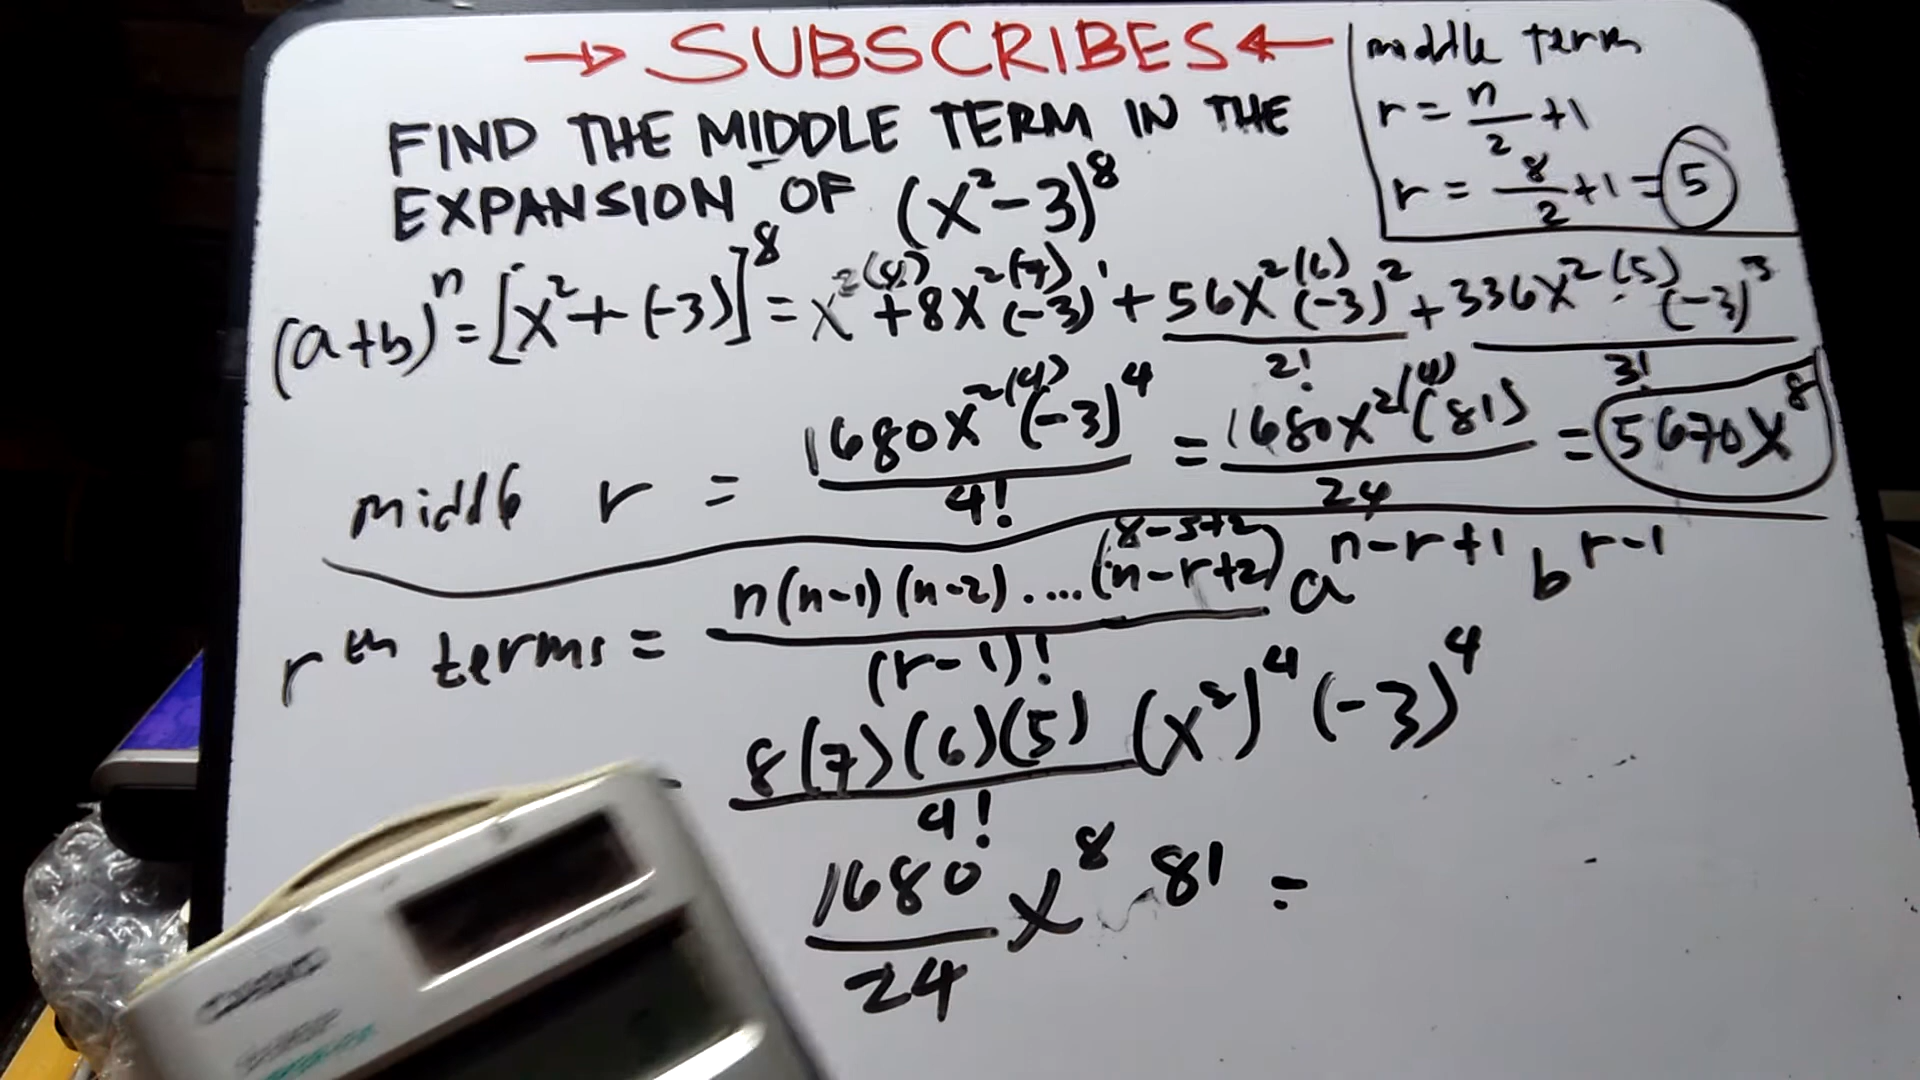 → SUBSCRIBES ←
middle term
r = n/2 + 1
r = 8/2 + 1 = 5
FIND THE MIDDLE TERM IN THE
EXPANSION OF (x² - 3)⁸
(a+b)ⁿ = [x² + (-3)]⁸ = x²⁽⁸⁾ + 8x²⁽⁷⁾(-3)¹ + 56x²⁽⁶⁾(-3)²/2! + 336x²⁽⁵⁾(-3)³/3!
middle r = 1680x²⁽⁴⁾(-3)⁴/4! = 1680x²⁽⁴⁾(81)/24 = 5670x⁸
(8-5+2)
rth terms = n(n-1)(n-2)....(n-r+2)/(r-1)! aⁿ⁻ʳ⁺¹ bʳ⁻¹
8(7)(6)(5)/4! (x²)⁴(-3)⁴
1680/24 x⁸ 81 =